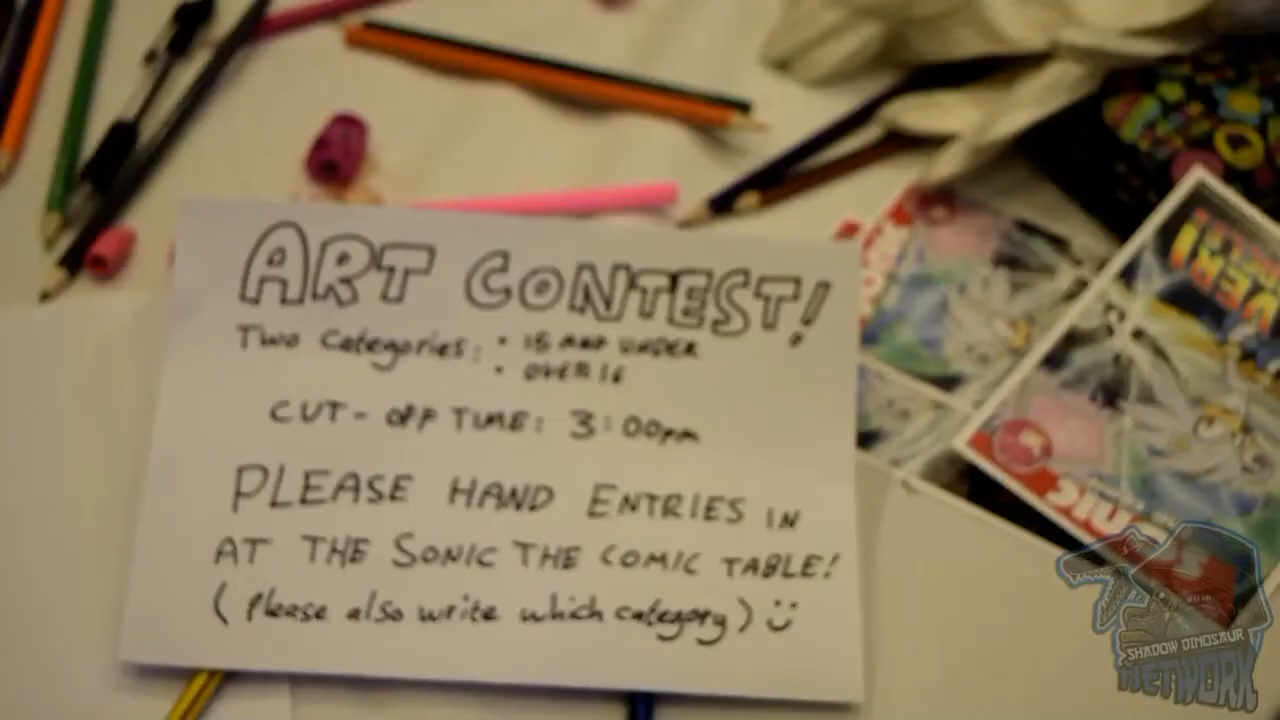 ART CONTEST!
Two Categories: • 15 AND UNDER
• OVER 16
CUT-OFF TIME: 3:00pm
PLEASE HAND ENTRIES IN
AT THE SONIC THE COMIC TABLE!
(Please also write which category) :)
SHADOW DINOSAUR
NETWORK